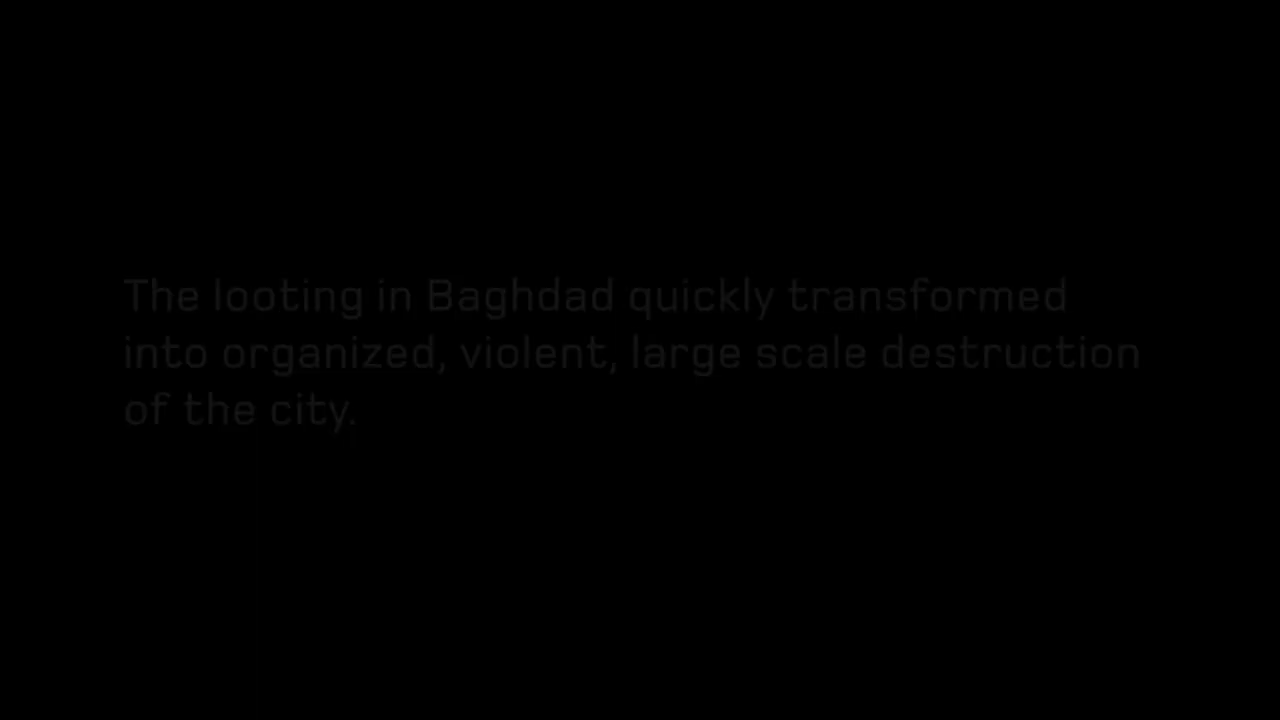 The looting in Baghdad quickly transformed
into organized, violent, large scale destruction
of the city.